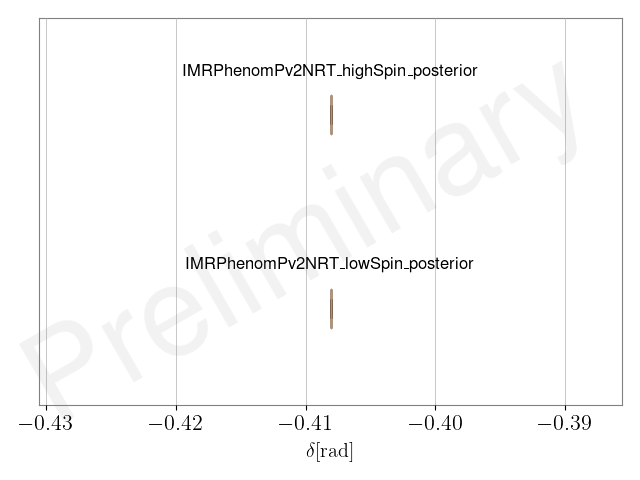 IMRPhenomPv2NRT_highSpin_posterior
Preliminary
IMRPhenomPv2NRT_lowSpin_posterior
−0.43 −0.42 −0.41 −0.40 −0.39
δ[rad]